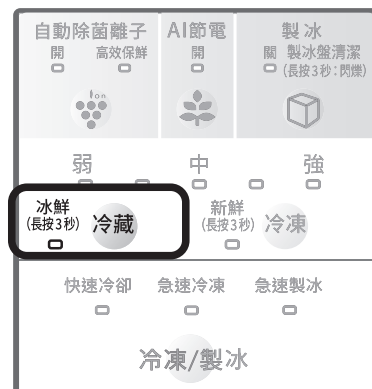 自動除菌離子 AI節電 製冰
開 高效保鮮 開 關 製冰盤清潔
(長按3秒:閃爍)
Ion
弱 中 強
冰鮮 新鮮
(長按3秒) 冷藏 (長按3秒) 冷凍
快速冷卻 急速冷凍 急速製冰
冷凍/製冰